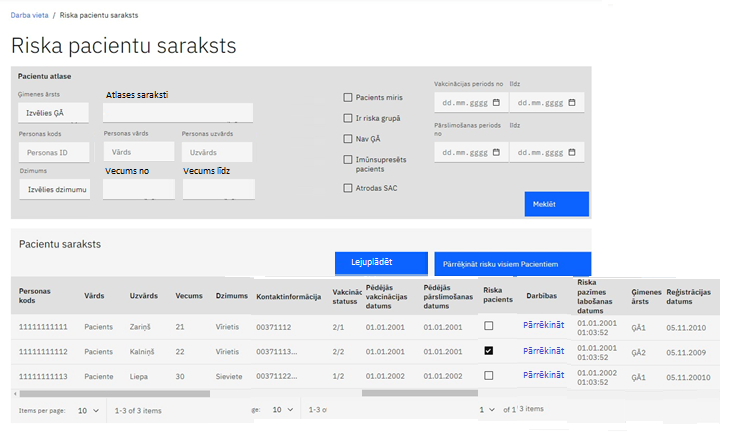 Darba vieta / Riska pacientu saraksts
Riska pacientu saraksts
Pacientu atlase
Ģimenes ārsts
Atlases saraksti
Izvēlies ĢĀ
Personas kods
Personas vārds
Personas uzvārds
Personas ID
Vārds
Uzvārds
Dzimums
Vecums no
Vecums līdz
Izvēlies dzimumu
Pacients miris
Ir riska grupā
Nav ĢĀ
Imūnsupresēts pacients
Atrodas SAC
Vakcinācijas periods no
līdz
dd.mm.gggg
dd.mm.gggg
Pārslimošanas periods no
līdz
dd.mm.gggg
dd.mm.gggg
Meklēt
Pacientu saraksts
Lejuplādēt
Pārrēķināt risku visiem Pacientiem
Personas kods Vārds Uzvārds Vecums Dzimums Kontaktinformācija Vakcināc statuss Pēdējās vakcinācijas datums Pēdējās pārslimošanas datums Riska pacients Darbības Riska pazīmes labošanas datums Ģimenes ārsts Reģistrācijas datums
11111111111 Pacients Zariņš 21 Vīrietis 00371112 2/1 01.01.2001 01.01.2001 Pārrēķināt 01.01.2001 01:03:52 ĢĀ1 05.11.2010
11111111112 Pacients Kalniņš 22 Vīrietis 00371113... 2/2 01.01.2001 01.01.2001 Pārrēķināt 01.01.2001 01:03:52 ĢĀ2 05.11.2009
11111111113 Paciente Liepa 30 Sieviete 00371122... 1/2 01.01.2002 01.01.2002 Pārrēķināt 01.01.2002 01:03:52 ĢĀ1 05.11.20010
Items per page: 10 1-3 of 3 items ge: 10 1-3 o 1 of 1 3 items